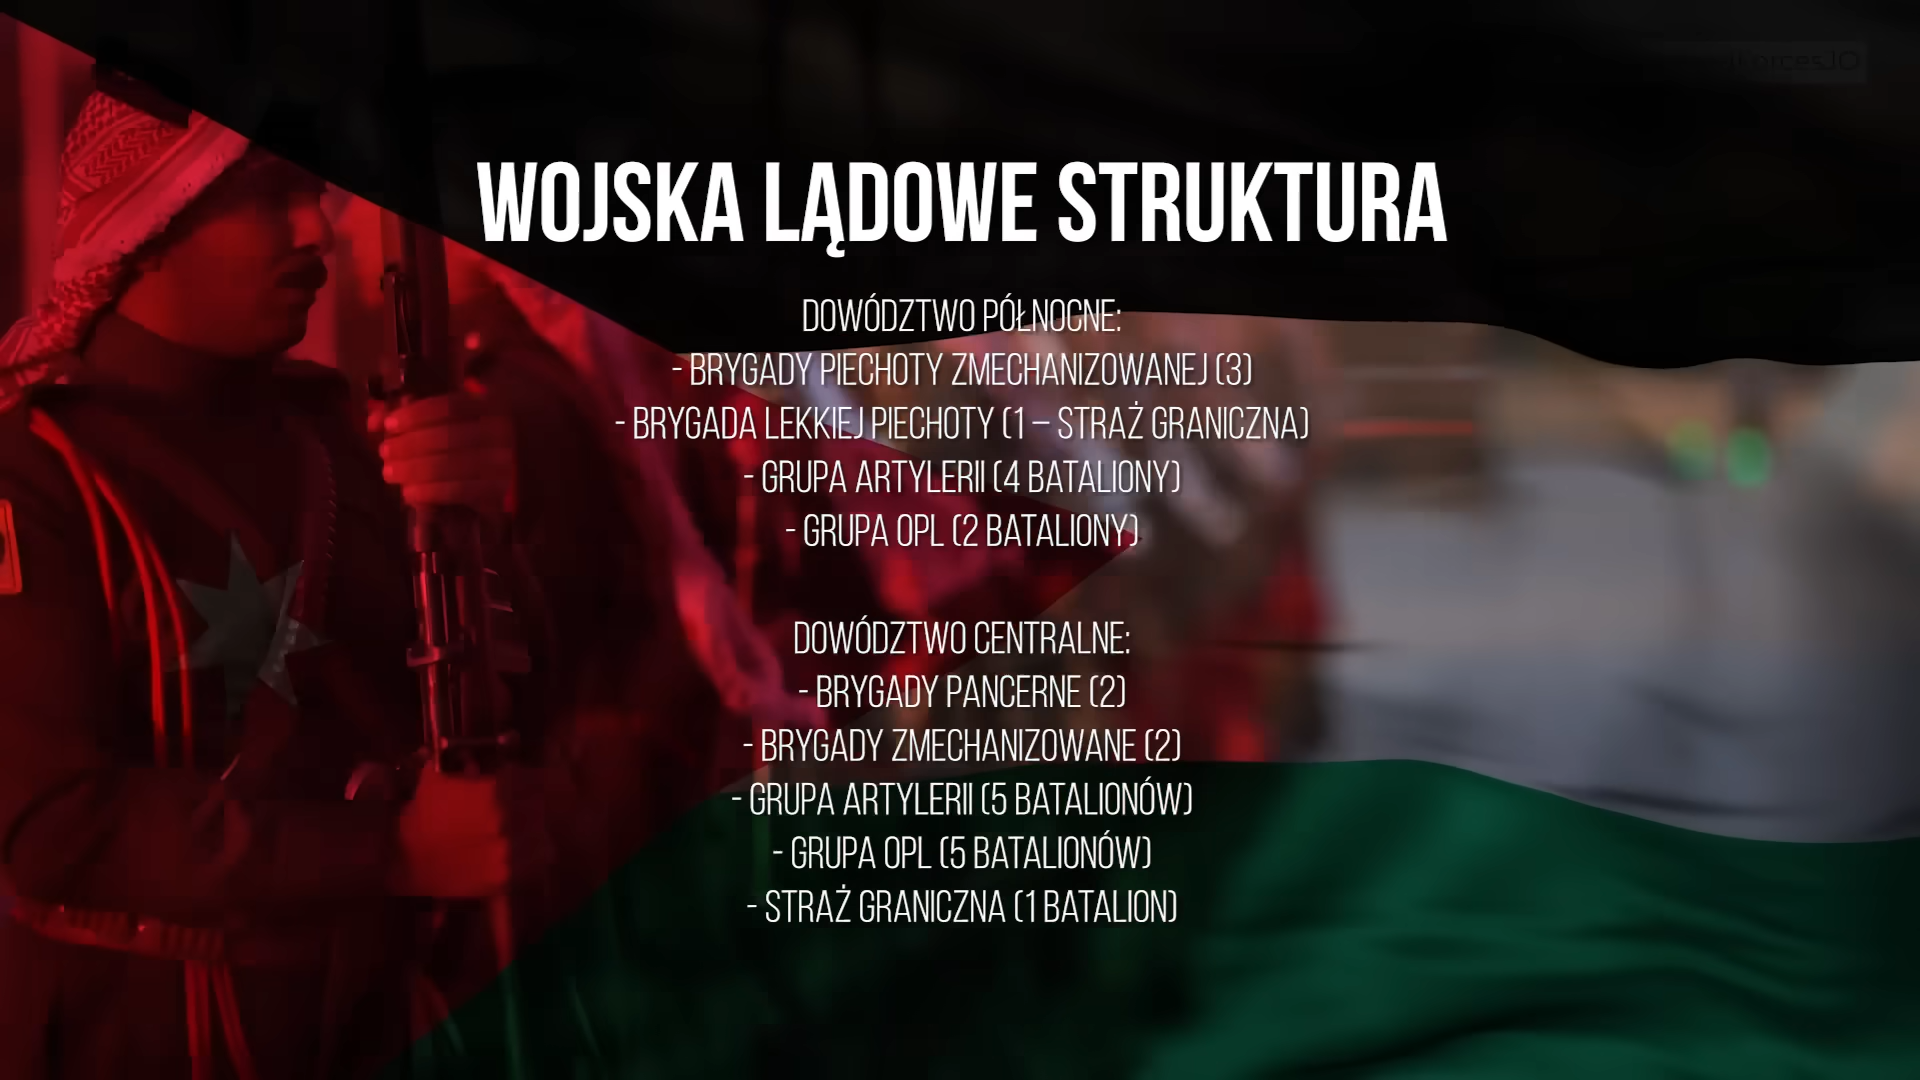 WOJSKA LĄDOWE STRUKTURA
DOWÓDZTWO PÓŁNOCNE:
- BRYGADY PIECHOTY ZMECHANIZOWANEJ (3)
- BRYGADA LEKKIEJ PIECHOTY (1 – STRAŻ GRANICZNA)
- GRUPA ARTYLERII (4 BATALIONY)
- GRUPA OPL (2 BATALIONY)
DOWÓDZTWO CENTRALNE:
- BRYGADY PANCERNE (2)
- BRYGADY ZMECHANIZOWANE (2)
- GRUPA ARTYLERII (5 BATALIONÓW)
- GRUPA OPL (5 BATALIONÓW)
- STRAŻ GRANICZNA (1 BATALION)